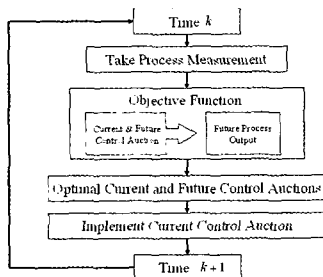 Time k
Take Process Measurement
Objective Function
Current & Future
Control Auction
Future Process
Output
Optimal Current and Future Control Auctions
Implement Current Control Auction
Time k+1